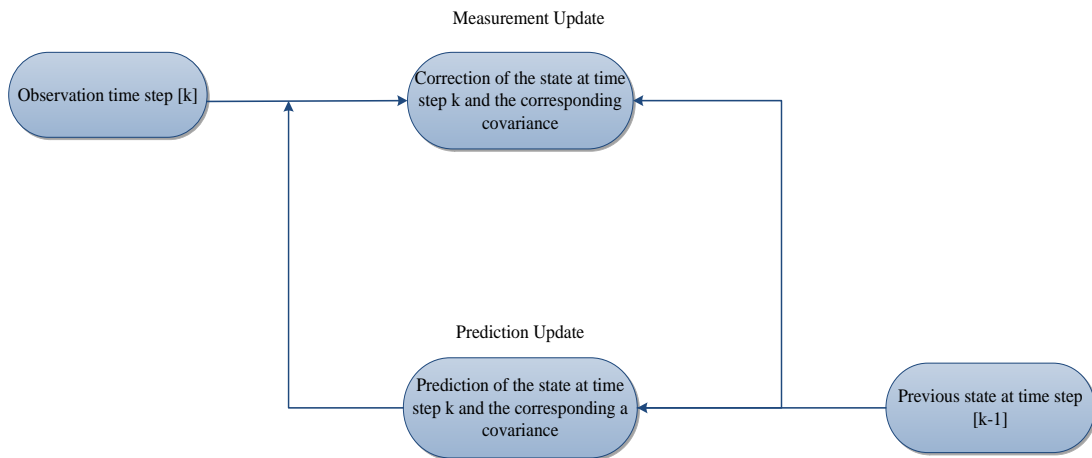 Measurement Update
Observation time step [k]
Correction of the state at time
step k and the corresponding
covariance
Prediction Update
Prediction of the state at time
step k and the corresponding a
covariance
Previous state at time step
[k-1]